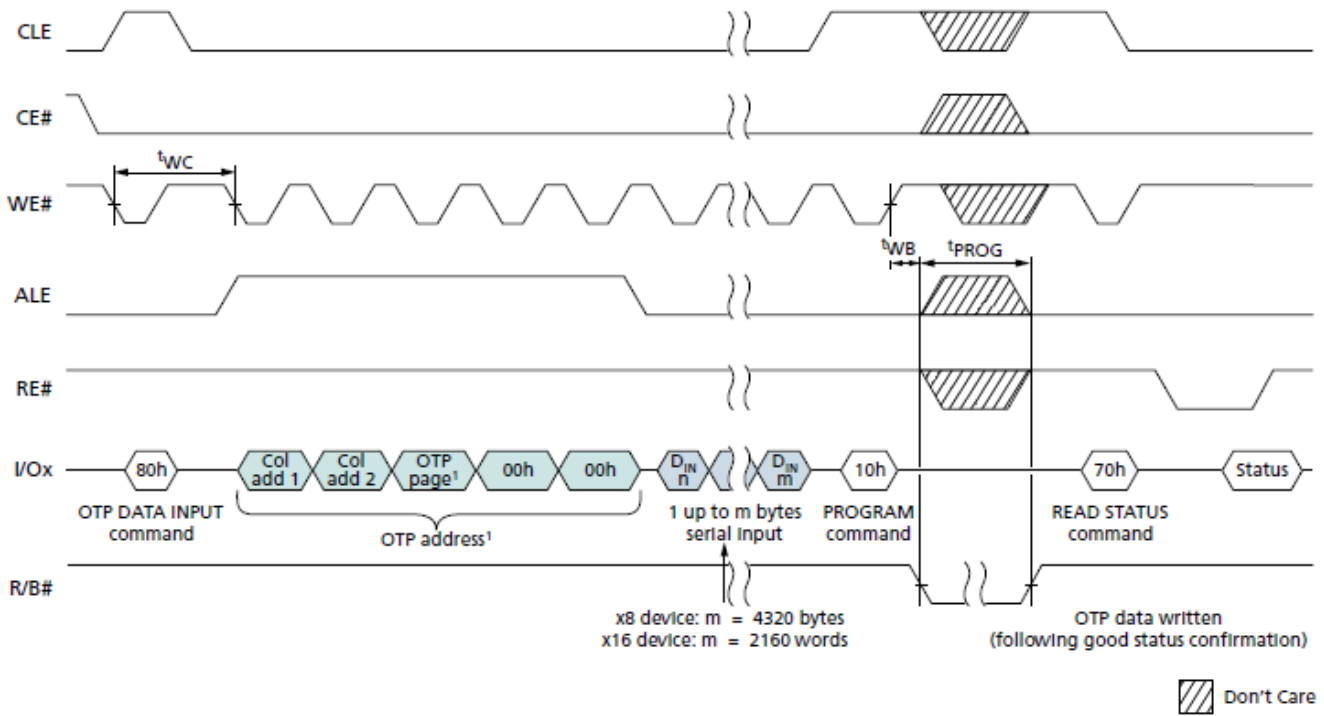 CLE
CE#
tWC
WE#
tWB
tPROG
ALE
RE#
I/Ox
80h
Col add 1
Col add 2
OTP page¹
00h
00h
DIN n
DIN m
10h
70h
Status
OTP DATA INPUT
command
OTP address¹
1 up to m bytes
serial input
PROGRAM
command
READ STATUS
command
R/B#
x8 device: m = 4320 bytes
x16 device: m = 2160 words
OTP data written
(following good status confirmation)
Don't Care